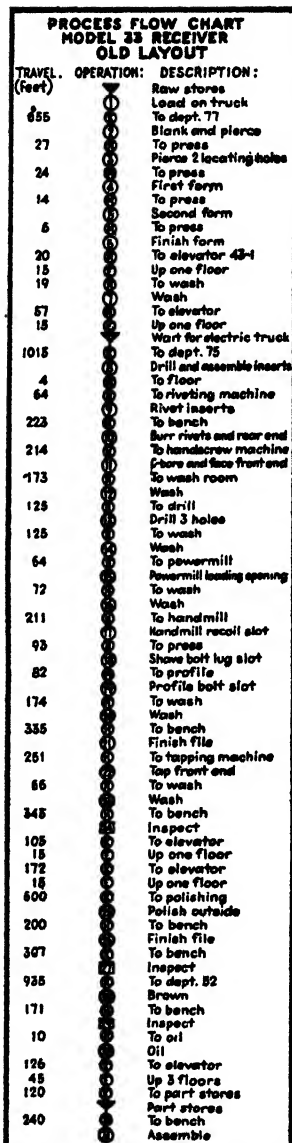 PROCESS FLOW CHART
MODEL 33 RECEIVER
OLD LAYOUT
TRAVEL. OPERATION: DESCRIPTION:
(Feet)
Raw stores
Load on truck
655 To dept. 77
Blank and pierce
27 To press
Pierce 2 locating holes
24 To press
First form
14 To press
Second form
5 To press
Finish form
20 To elevator 43-1
15 Up one floor
19 To wash
Wash
57 To elevator
15 Up one floor
Wait for electric truck
1015 To dept. 75
Drill and assemble inserts
4 To floor
64 To riveting machine
Rivet inserts
223 To bench
Burr rivets and rear end
214 To handscrew machine
C-bore and face front end
173 To wash room
Wash
125 To drill
Drill 3 holes
125 To wash
Wash
64 To powermill
Powermill loading opening
72 To wash
Wash
211 To handmill
Handmill recoil slot
93 To press
Shave bolt lug slot
82 To profile
Profile bolt slot
174 To wash
Wash
335 To bench
Finish file
251 To tapping machine
Tap front end
66 To wash
Wash
343 To bench
Inspect
105 To elevator
15 Up one floor
172 To elevator
15 Up one floor
600 To polishing
Polish outside
200 To bench
Finish file
307 To bench
Inspect
935 To dept. 52
Brown
171 To bench
Inspect
10 To oil
Oil
126 To elevator
45 Up 3 floors
120 To part stores
Part stores
240 To bench
Assemble